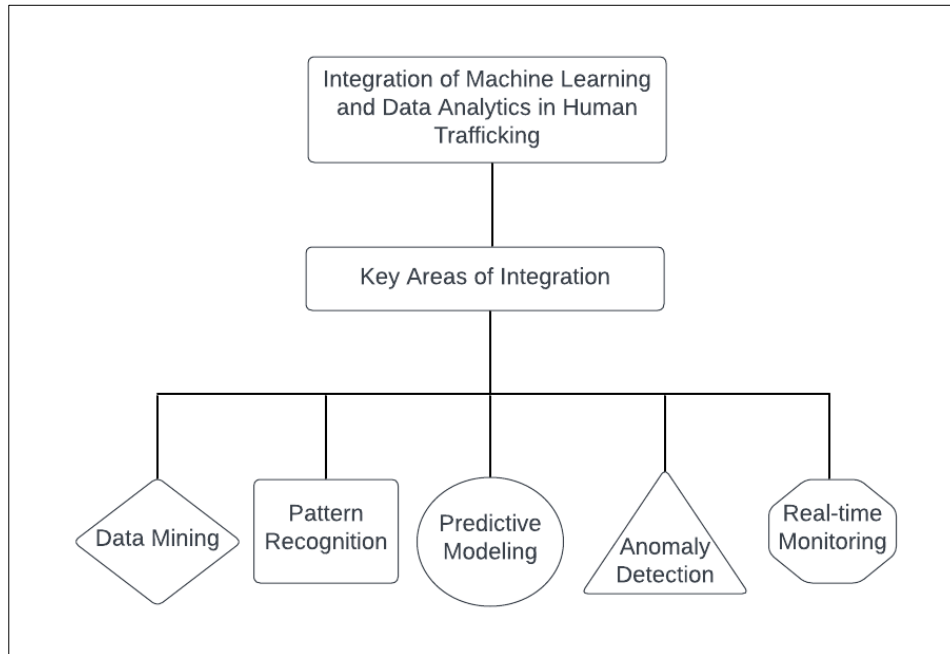 Integration of Machine Learning
and Data Analytics in Human
Trafficking
Key Areas of Integration
Data Mining
Pattern
Recognition
Predictive
Modeling
Anomaly
Detection
Real-time
Monitoring